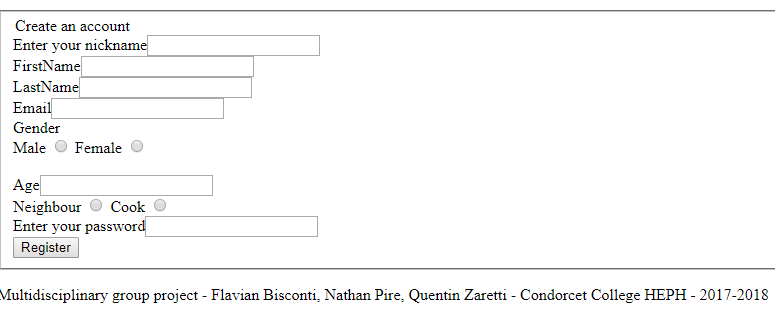 Create an account
Enter your nickname
FirstName
LastName
Email
Gender
Male Female
Age
Neighbour Cook
Enter your password
Register
Multidisciplinary group project - Flavian Bisconti, Nathan Pire, Quentin Zaretti - Condorcet College HEPH - 2017-2018